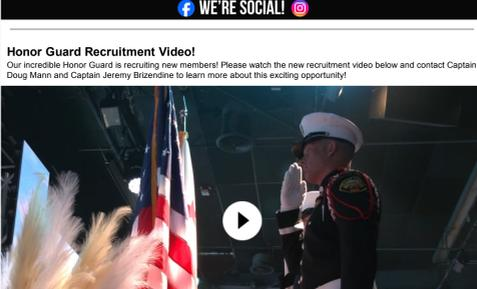 WE'RE SOCIAL!
Honor Guard Recruitment Video!
Our incredible Honor Guard is recruiting new members! Please watch the new recruitment video below and contact Captain
Doug Mann and Captain Jeremy Brizendine to learn more about this exciting opportunity!